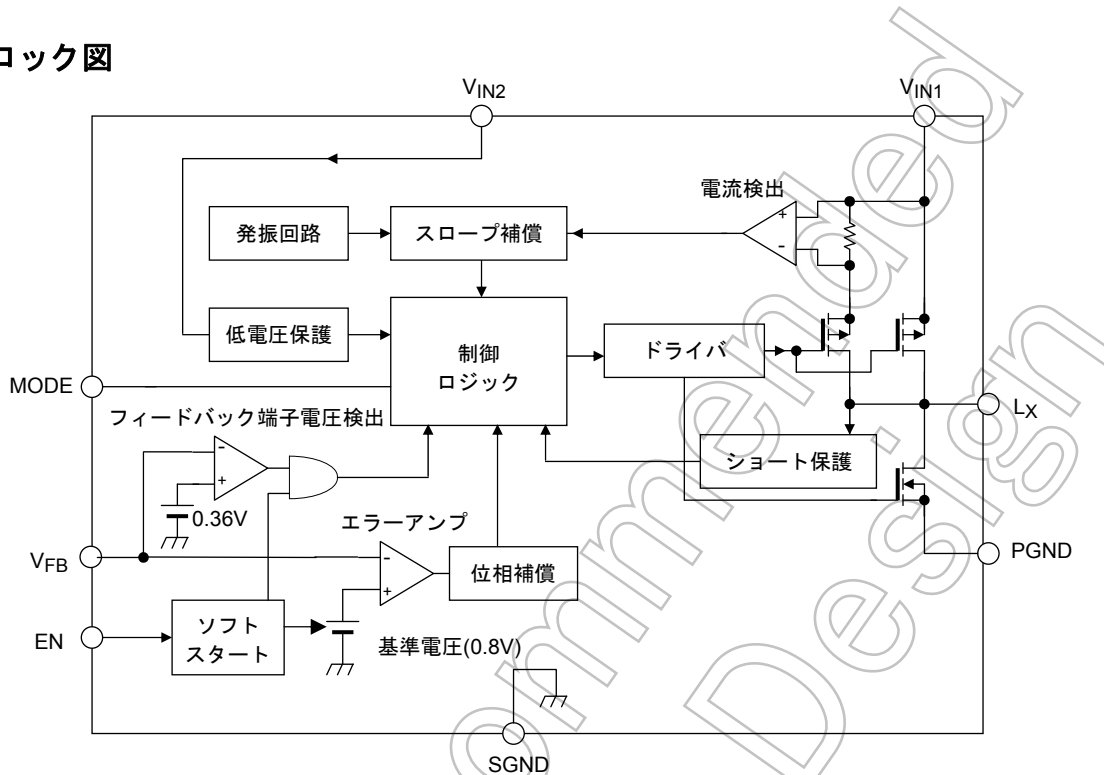 ロック図
VIN2
VIN1
電流検出
+
-
発振回路
スロープ補償
低電圧保護
制御
ロジック
ドライバ
MODE
LX
フィードバック端子電圧検出
ショート保護
-
+
0.36V
エラーアンプ
VFB
-
+
位相補償
PGND
EN
ソフト
スタート
基準電圧(0.8V)
SGND
ommended
Design